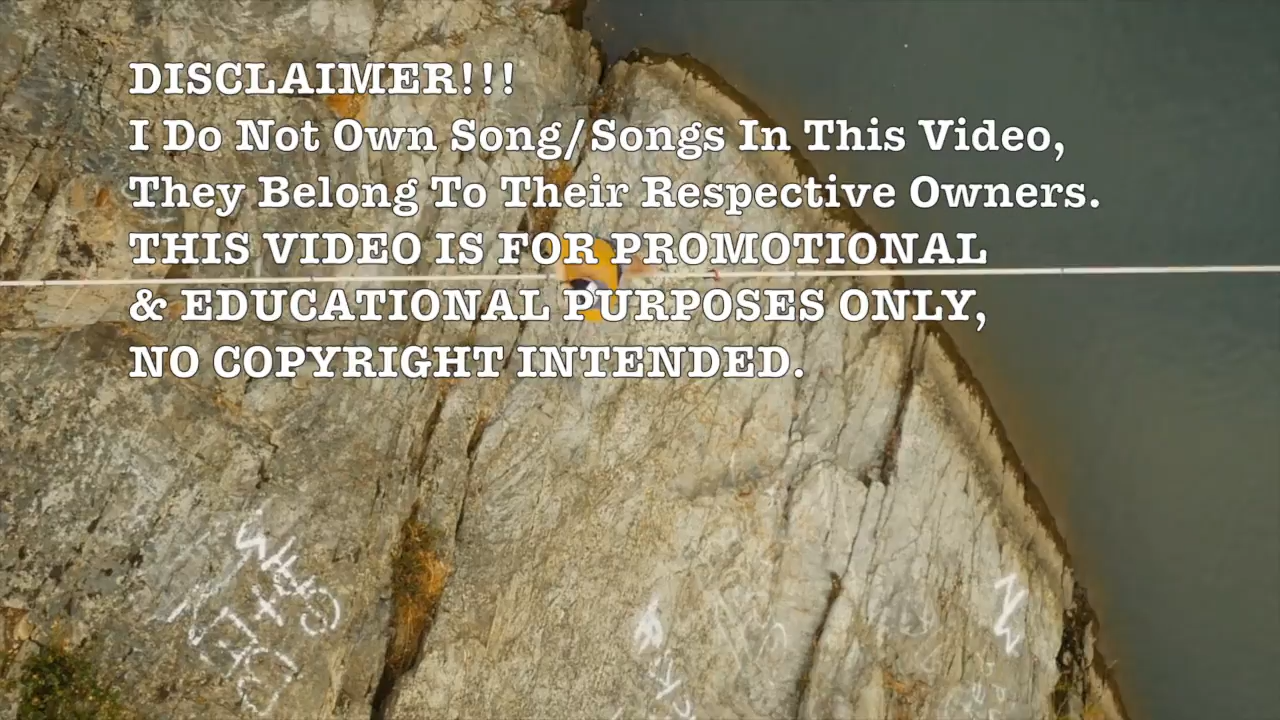 DISCLAIMER!!!
I Do Not Own Song/Songs In This Video,
They Belong To Their Respective Owners.
THIS VIDEO IS FOR PROMOTIONAL
& EDUCATIONAL PURPOSES ONLY,
NO COPYRIGHT INTENDED.